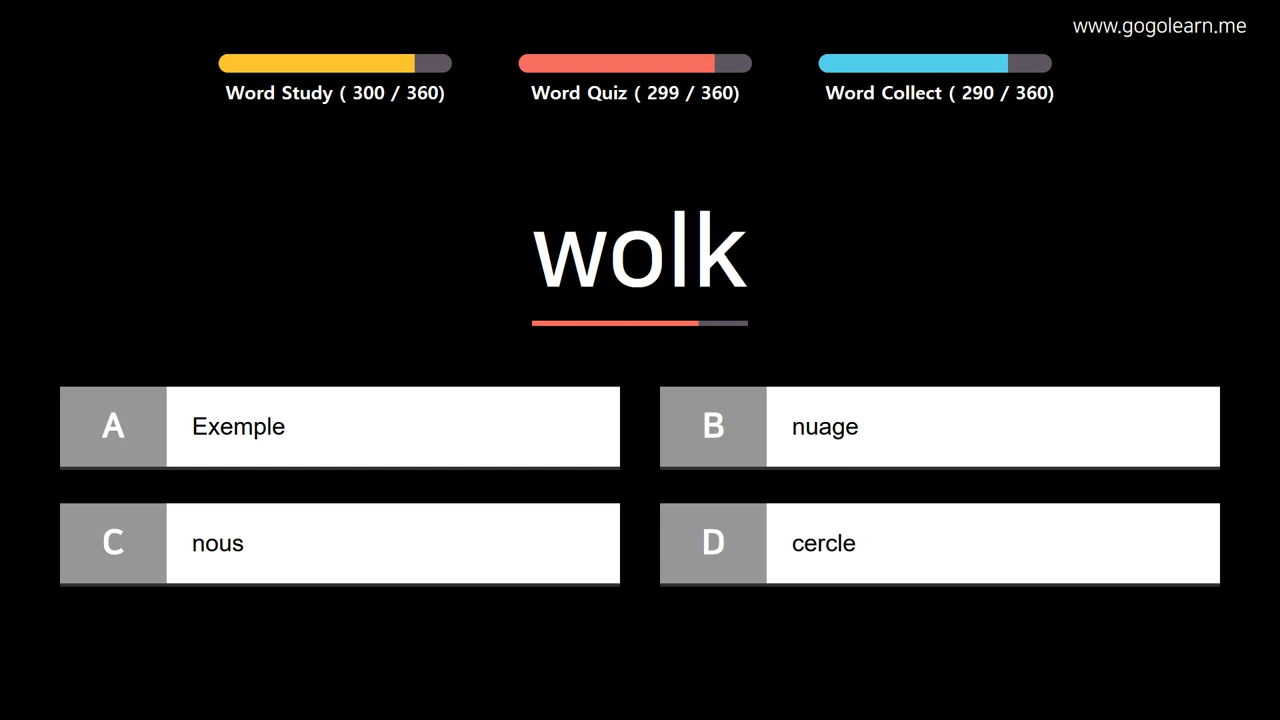 www.gogolearn.me
Word Study ( 300 / 360)
Word Quiz ( 299 / 360)
Word Collect ( 290 / 360)
wolk
A Exemple
B nuage
C nous
D cercle